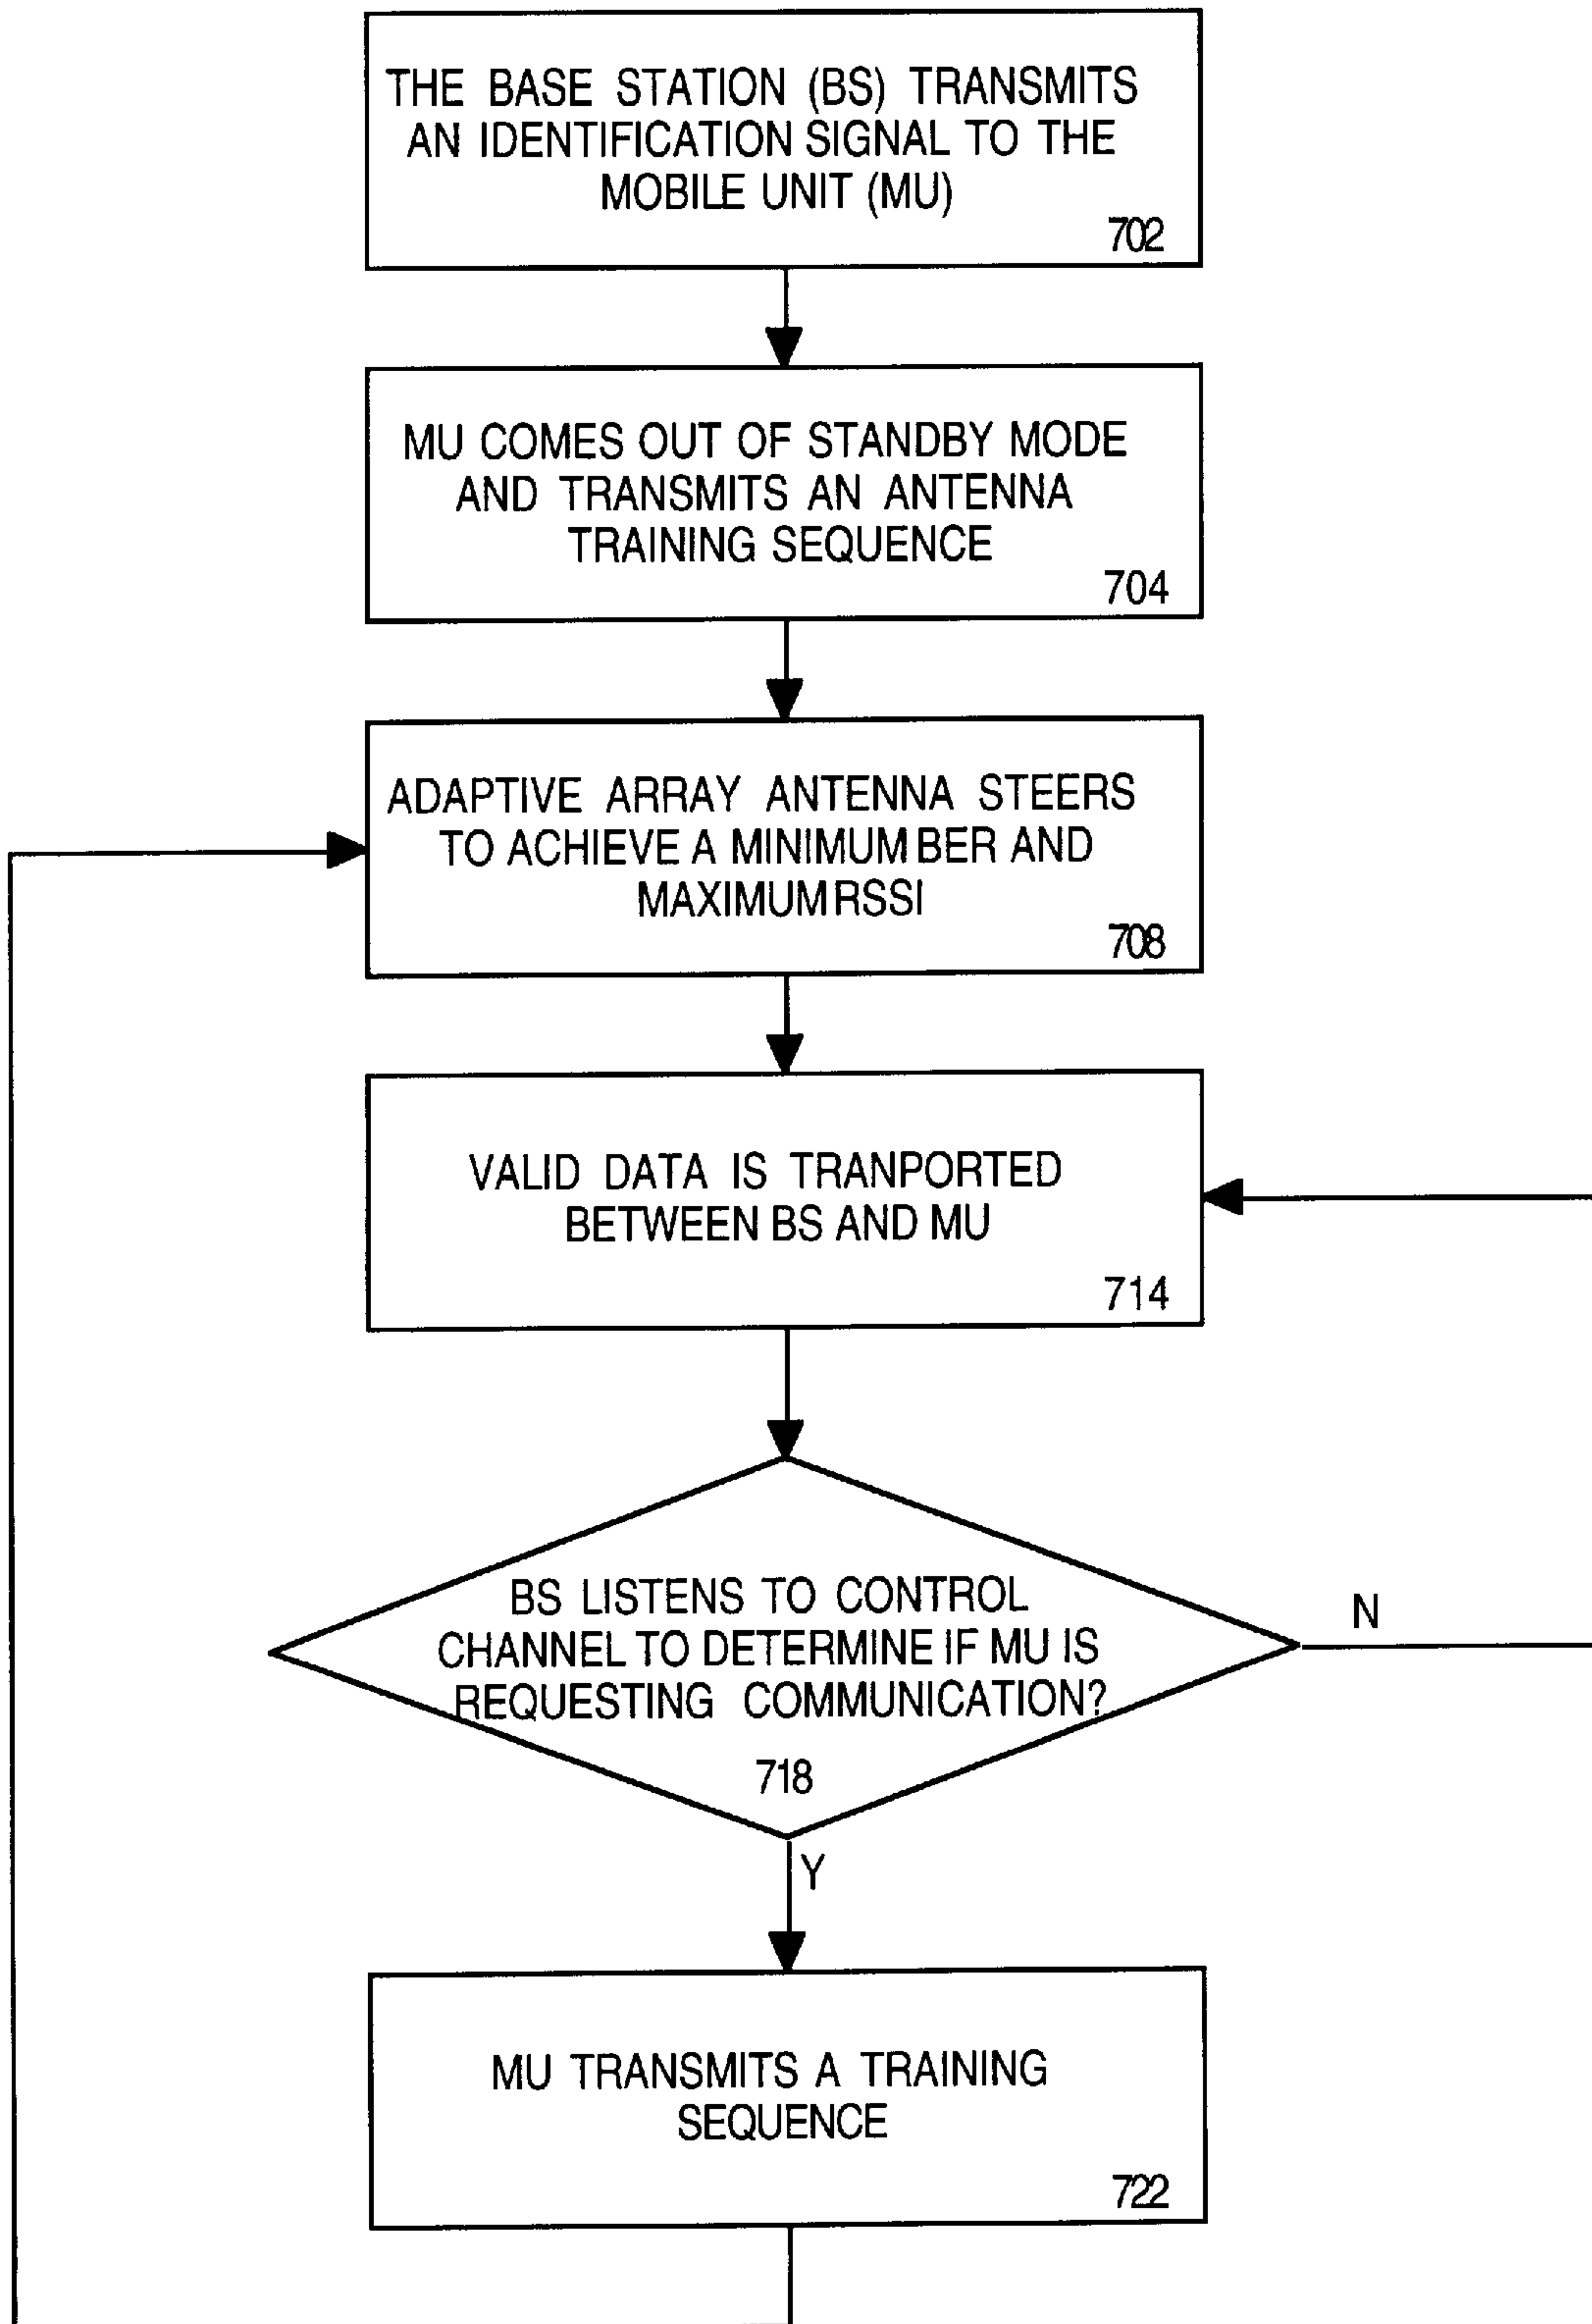 THE BASE STATION (BS) TRANSMITS
AN IDENTIFICATION SIGNAL TO THE
MOBILE UNIT (MU)
702
MU COMES OUT OF STANDBY MODE
AND TRANSMITS AN ANTENNA
TRAINING SEQUENCE
704
ADAPTIVE ARRAY ANTENNA STEERS
TO ACHIEVE A MINIMUM BER AND
MAXIMUM RSSI
708
VALID DATA IS TRANPORTED
BETWEEN BS AND MU
714
BS LISTENS TO CONTROL
CHANNEL TO DETERMINE IF MU IS
REQUESTING COMMUNICATION?
718
N
Y
MU TRANSMITS A TRAINING
SEQUENCE
722